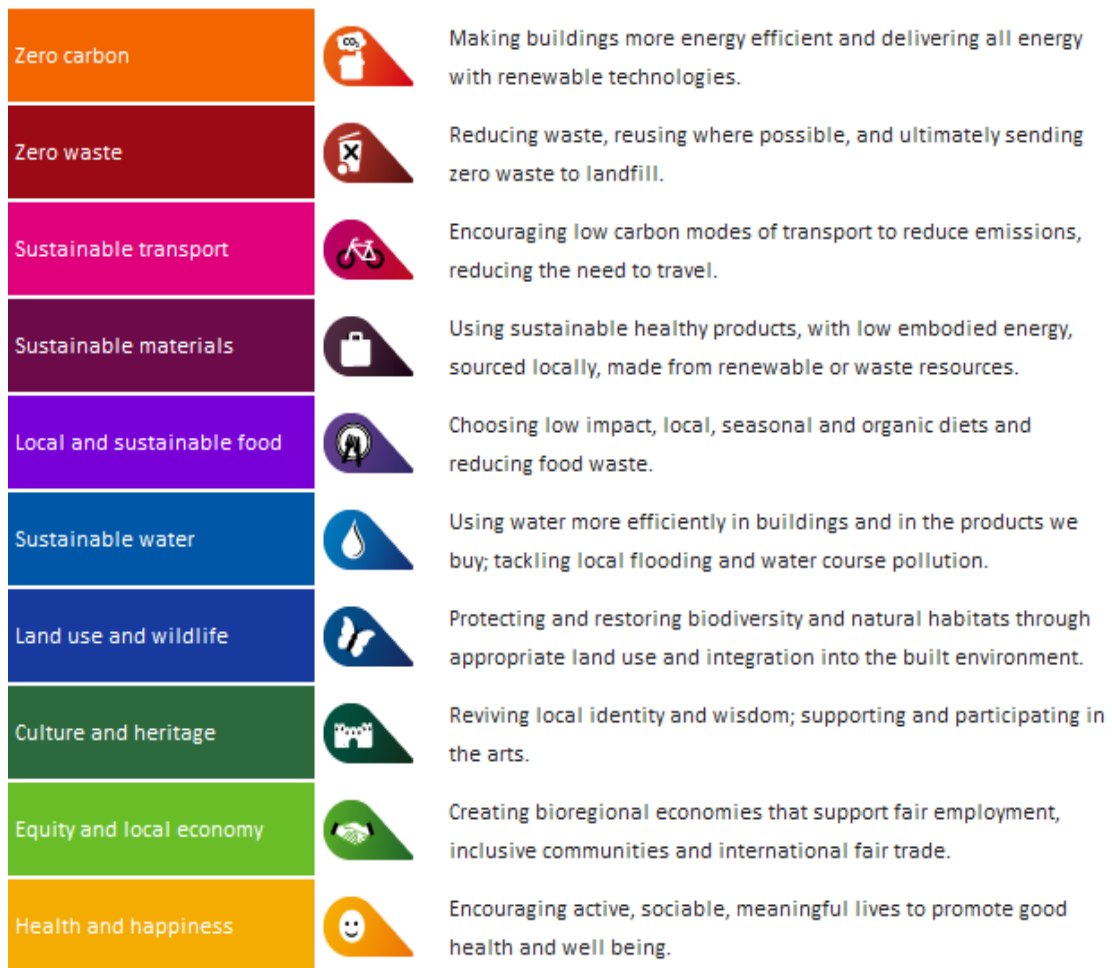 Zero carbon
CO₂
Making buildings more energy efficient and delivering all energy
with renewable technologies.
Zero waste
Reducing waste, reusing where possible, and ultimately sending
zero waste to landfill.
Sustainable transport
Encouraging low carbon modes of transport to reduce emissions,
reducing the need to travel.
Sustainable materials
Using sustainable healthy products, with low embodied energy,
sourced locally, made from renewable or waste resources.
Local and sustainable food
Choosing low impact, local, seasonal and organic diets and
reducing food waste.
Sustainable water
Using water more efficiently in buildings and in the products we
buy; tackling local flooding and water course pollution.
Land use and wildlife
Protecting and restoring biodiversity and natural habitats through
appropriate land use and integration into the built environment.
Culture and heritage
Reviving local identity and wisdom; supporting and participating in
the arts.
Equity and local economy
Creating bioregional economies that support fair employment,
inclusive communities and international fair trade.
Health and happiness
Encouraging active, sociable, meaningful lives to promote good
health and well being.